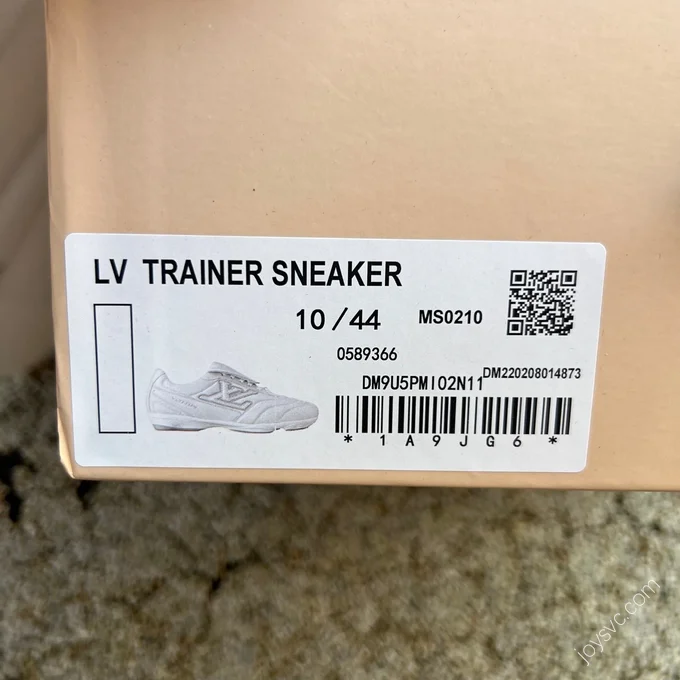 LV TRAINER SNEAKER
10/44 MS0210
0589366
DM9U5PMI02N11 DM220208014873
*1A9JG6*
joysvc.com